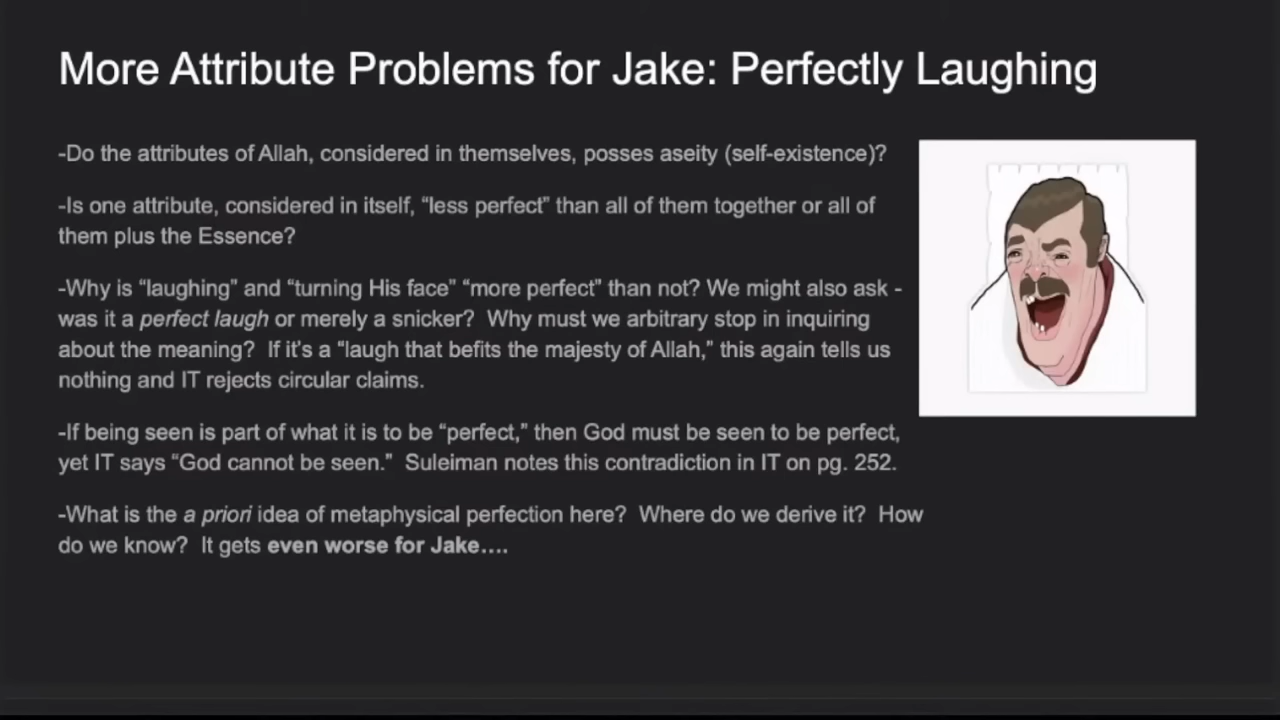 More Attribute Problems for Jake: Perfectly Laughing
-Do the attributes of Allah, considered in themselves, posses aseity (self-existence)?
-Is one attribute, considered in itself, “less perfect” than all of them together or all of
them plus the Essence?
-Why is “laughing” and “turning His face” “more perfect” than not? We might also ask -
was it a perfect laugh or merely a snicker?  Why must we arbitrary stop in inquiring
about the meaning?  If it’s a “laugh that befits the majesty of Allah,” this again tells us
nothing and IT rejects circular claims.
-If being seen is part of what it is to be “perfect,” then God must be seen to be perfect,
yet IT says “God cannot be seen.”  Suleiman notes this contradiction in IT on pg. 252.
-What is the a priori idea of metaphysical perfection here?  Where do we derive it?  How
do we know?  It gets even worse for Jake….